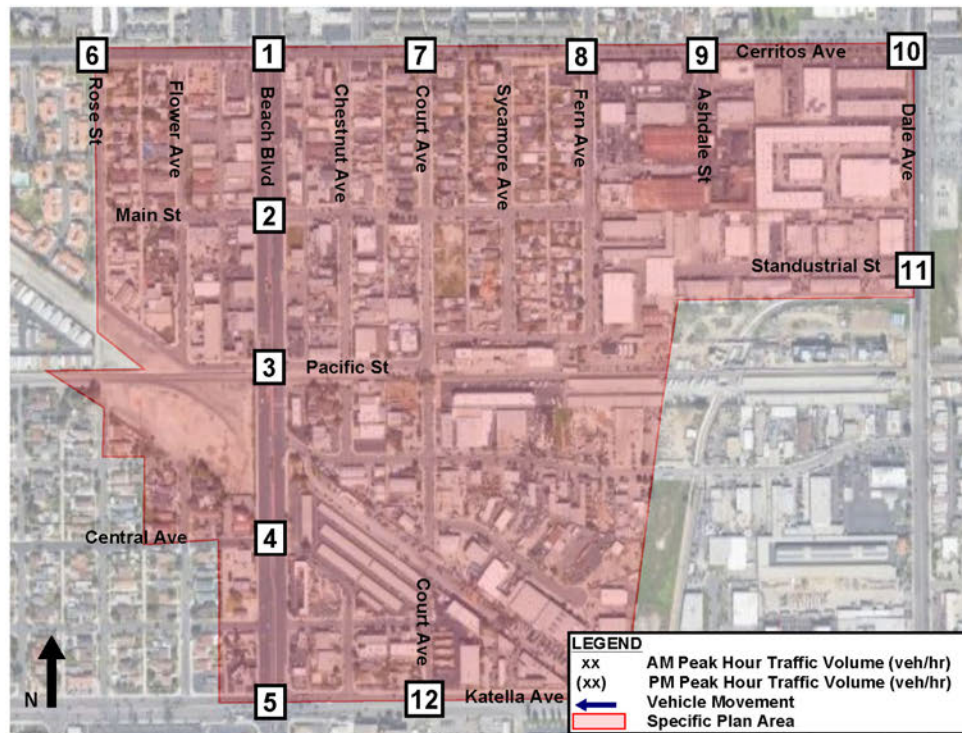 6
1
7
8
9
10
Cerritos Ave
Rose St
Flower Ave
Beach Blvd
Chestnut Ave
Court Ave
Sycamore Ave
Fern Ave
Ashdale St
Dale Ave
Main St
2
Standustrial St
11
3
Pacific St
Central Ave
4
Court Ave
N
5
12
Katella Ave
LEGEND
xx AM Peak Hour Traffic Volume (veh/hr)
(xx) PM Peak Hour Traffic Volume (veh/hr)
Vehicle Movement
Specific Plan Area